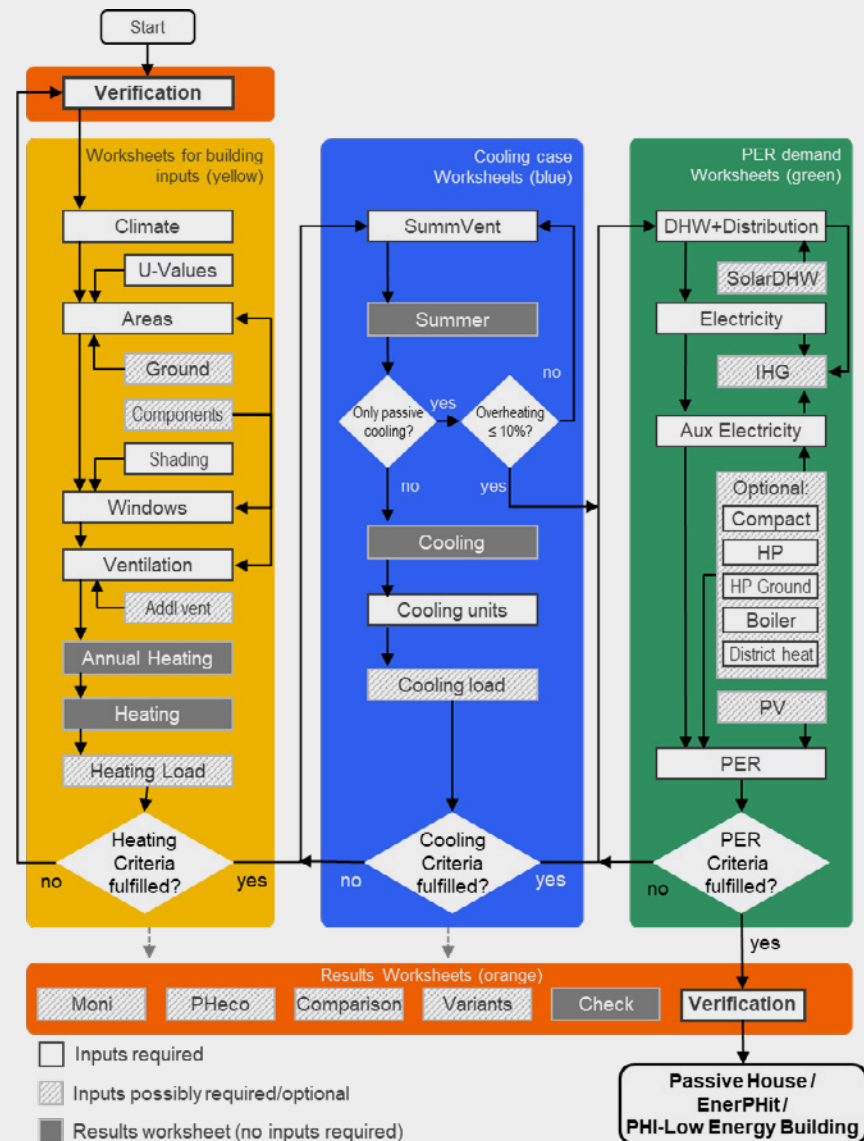 Start
Verification
Worksheets for building
inputs (yellow)
Climate
U-Values
Areas
Ground
Components
Shading
Windows
Ventilation
Addl vent
Annual Heating
Heating
Heating Load
Heating
Criteria
fulfilled?
no
yes
Cooling case
Worksheets (blue)
SummVent
Summer
Only passive
cooling?
yes
Overheating
≤ 10%?
no
no
yes
Cooling
Cooling units
Cooling load
Cooling
Criteria
fulfilled?
no
yes
PER demand
Worksheets (green)
DHW+Distribution
SolarDHW
Electricity
IHG
Aux Electricity
Optional:
Compact
HP
HP Ground
Boiler
District heat
PV
PER
PER
Criteria
fulfilled?
no
yes
Results Worksheets (orange)
Moni
PHeco
Comparison
Variants
Check
Verification
Inputs required
Inputs possibly required/optional
Results worksheet (no inputs required)
Passive House /
EnerPHit /
PHI-Low Energy Building